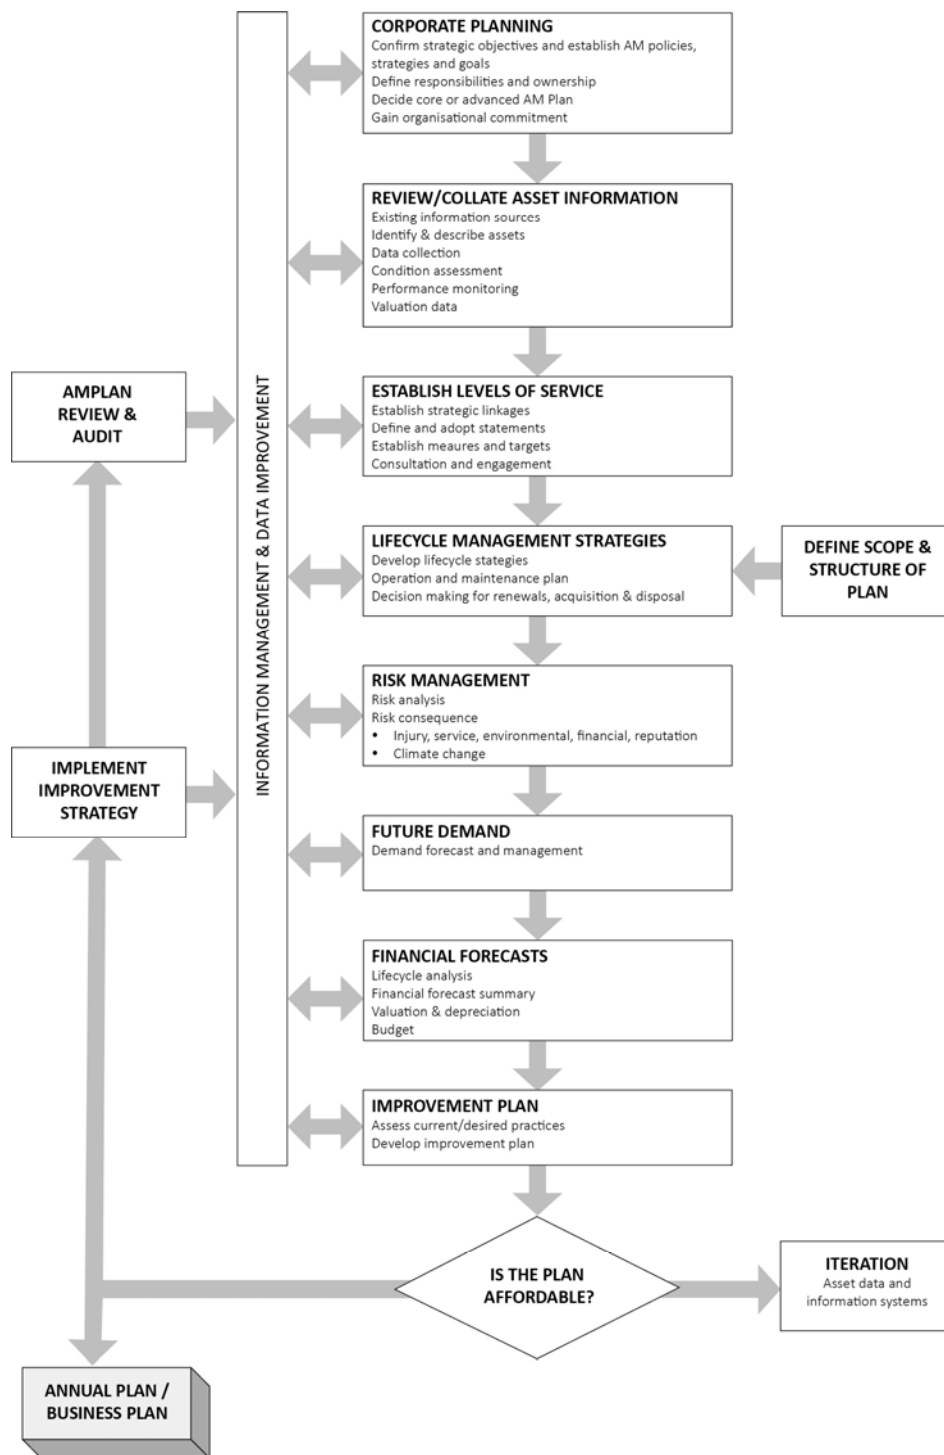 CORPORATE PLANNING
Confirm strategic objectives and establish AM policies,
strategies and goals
Define responsibilities and ownership
Decide core or advanced AM Plan
Gain organisational commitment
REVIEW/COLLATE ASSET INFORMATION
Existing information sources
Identify & describe assets
Data collection
Condition assessment
Performance monitoring
Valuation data
INFORMATION MANAGEMENT & DATA IMPROVEMENT
AMPLAN
REVIEW &
AUDIT
ESTABLISH LEVELS OF SERVICE
Establish strategic linkages
Define and adopt statements
Establish meaures and targets
Consultation and engagement
LIFECYCLE MANAGEMENT STRATEGIES
Develop lifecycle stategies
Operation and maintenance plan
Decision making for renewals, acquisition & disposal
DEFINE SCOPE &
STRUCTURE OF
PLAN
RISK MANAGEMENT
Risk analysis
Risk consequence
• Injury, service, environmental, financial, reputation
• Climate change
IMPLEMENT
IMPROVEMENT
STRATEGY
FUTURE DEMAND
Demand forecast and management
FINANCIAL FORECASTS
Lifecycle analysis
Financial forecast summary
Valuation & depreciation
Budget
IMPROVEMENT PLAN
Assess current/desired practices
Develop improvement plan
IS THE PLAN
AFFORDABLE?
ITERATION
Asset data and
information systems
ANNUAL PLAN /
BUSINESS PLAN